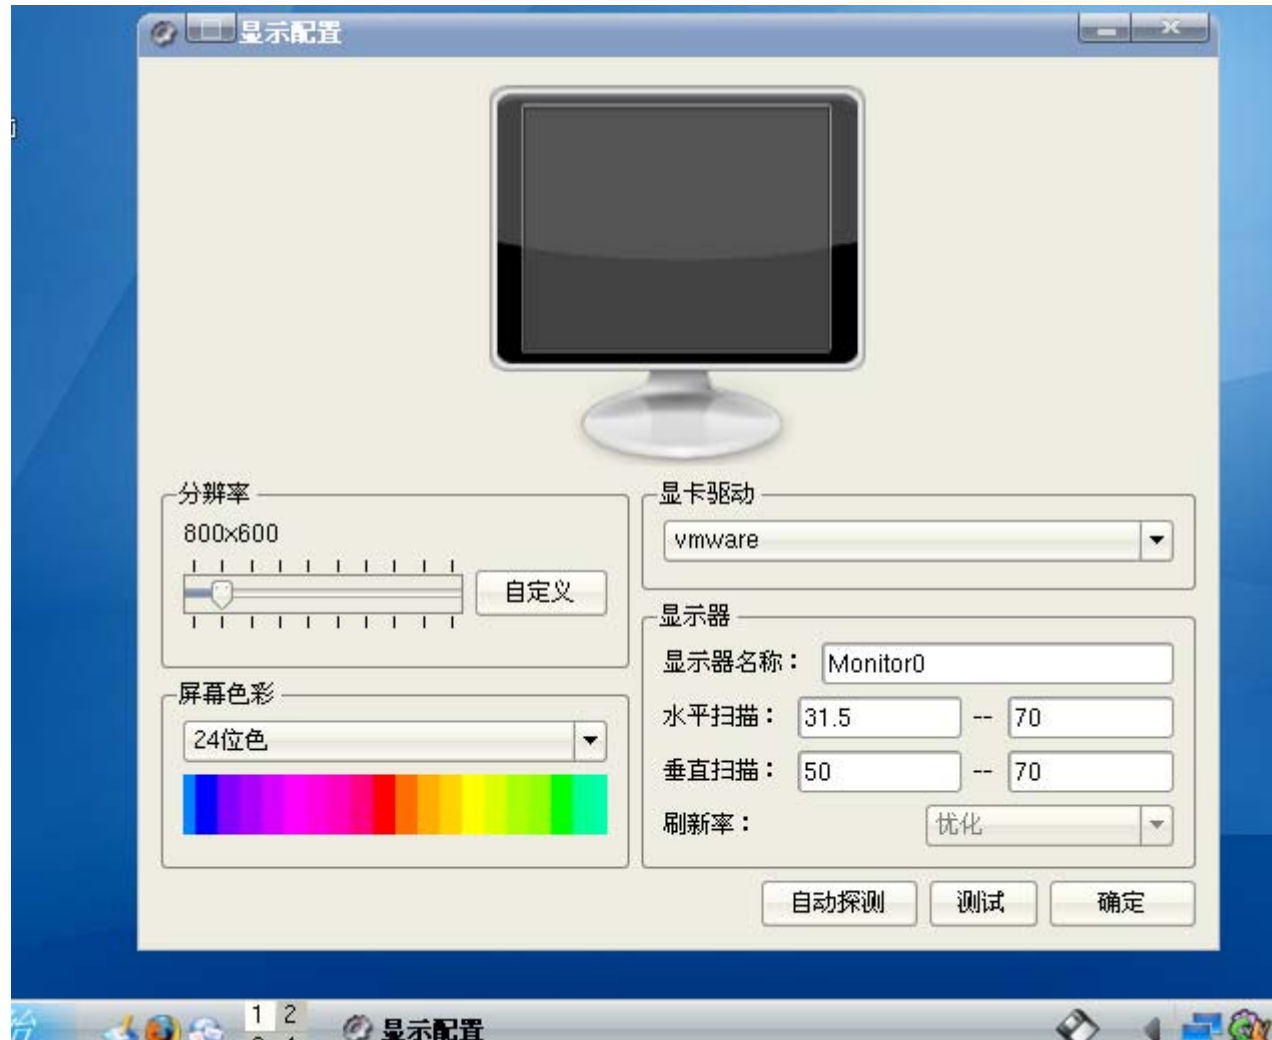 显示配置
分辨率
800x600
自定义
屏幕色彩
24位色
显卡驱动
vmware
显示器
显示器名称： Monitor0
水平扫描： 31.5 -- 70
垂直扫描： 50 -- 70
刷新率： 优化
自动探测 测试 确定
1 2
显示配置